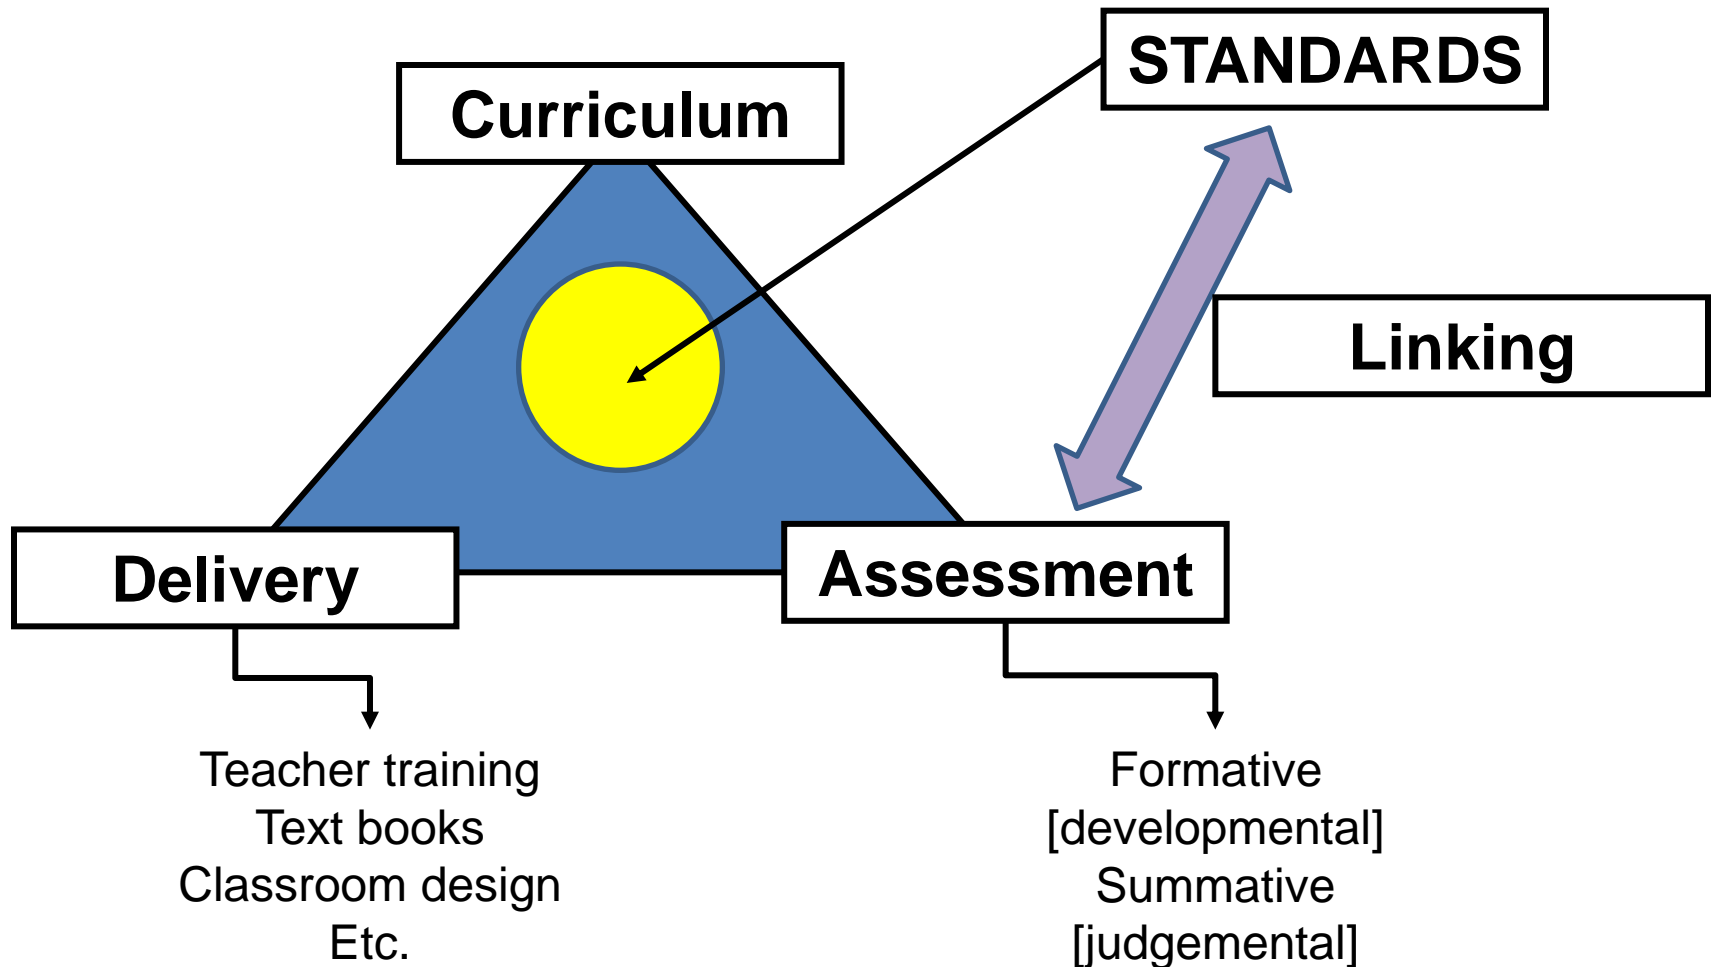 STANDARDS
Curriculum
Linking
Delivery
Assessment
Teacher training
Text books
Classroom design
Etc.
Formative
[developmental]
Summative
[judgemental]